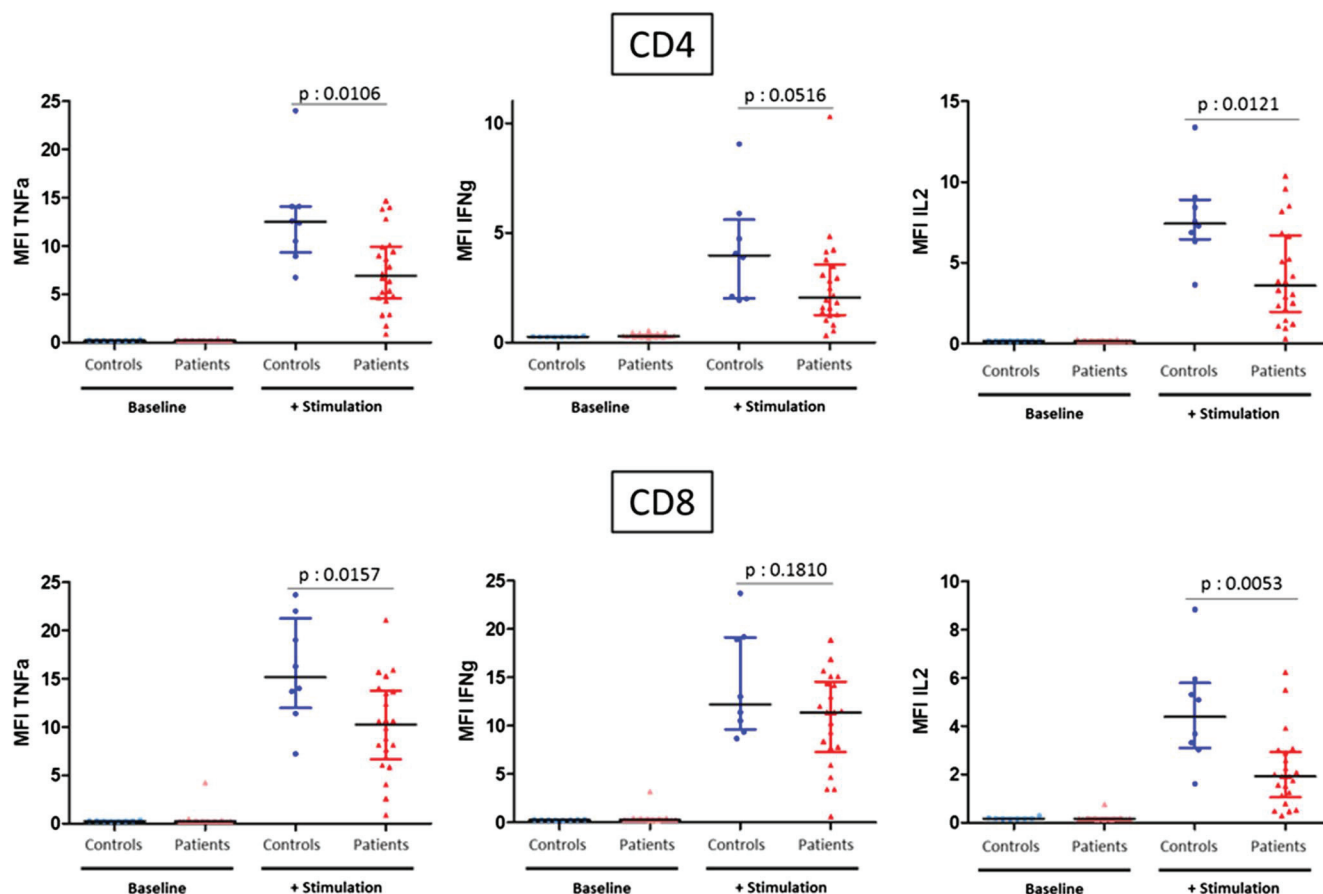 CD4
p : 0.0106
MFI TNFa
25
20
15
10
5
0
Controls Patients Controls Patients
Baseline + Stimulation
p : 0.0516
MFI IFNg
10
5
0
Controls Patients Controls Patients
Baseline + Stimulation
p : 0.0121
MFI IL2
15
10
5
0
Controls Patients Controls Patients
Baseline + Stimulation
CD8
p : 0.0157
MFI TNFa
25
20
15
10
5
0
Controls Patients Controls Patients
Baseline + Stimulation
p : 0.1810
MFI IFNg
25
20
15
10
5
0
Controls Patients Controls Patients
Baseline + Stimulation
p : 0.0053
MFI IL2
10
8
6
4
2
0
Controls Patients Controls Patients
Baseline + Stimulation